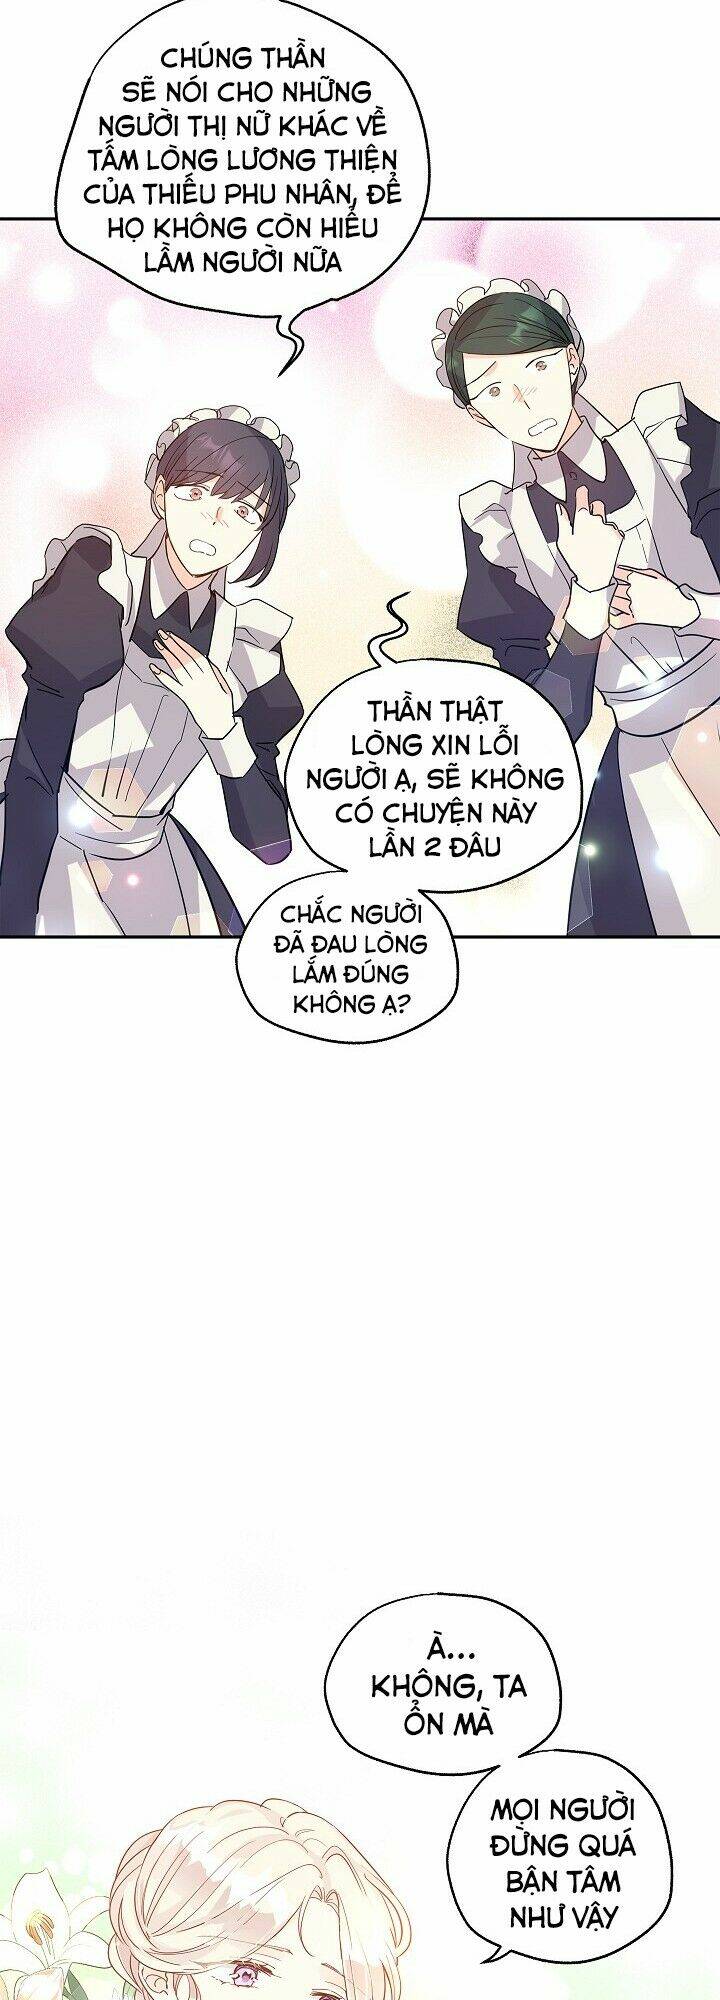 CHÚNG THẦN
SẼ NÓI CHO NHỮNG
NGƯỜI THỊ NỮ KHÁC VỀ
TẤM LÒNG LƯƠNG THIỆN
CỦA THIẾU PHU NHÂN, ĐỂ
HỌ KHÔNG CÒN HIỂU
LẦM NGƯỜI NỮA
THẦN THẬT
LÒNG XIN LỖI
NGƯỜI Ạ, SẼ KHÔNG
CÓ CHUYỆN NÀY
LẦN 2 ĐÂU
CHẮC NGƯỜI
ĐÃ ĐAU LÒNG
LẮM ĐÚNG
KHÔNG Ạ?
À...
KHÔNG, TA
ỔN MÀ
MỌI NGƯỜI
ĐỪNG QUÁ
BẬN TÂM
NHƯ VẬY